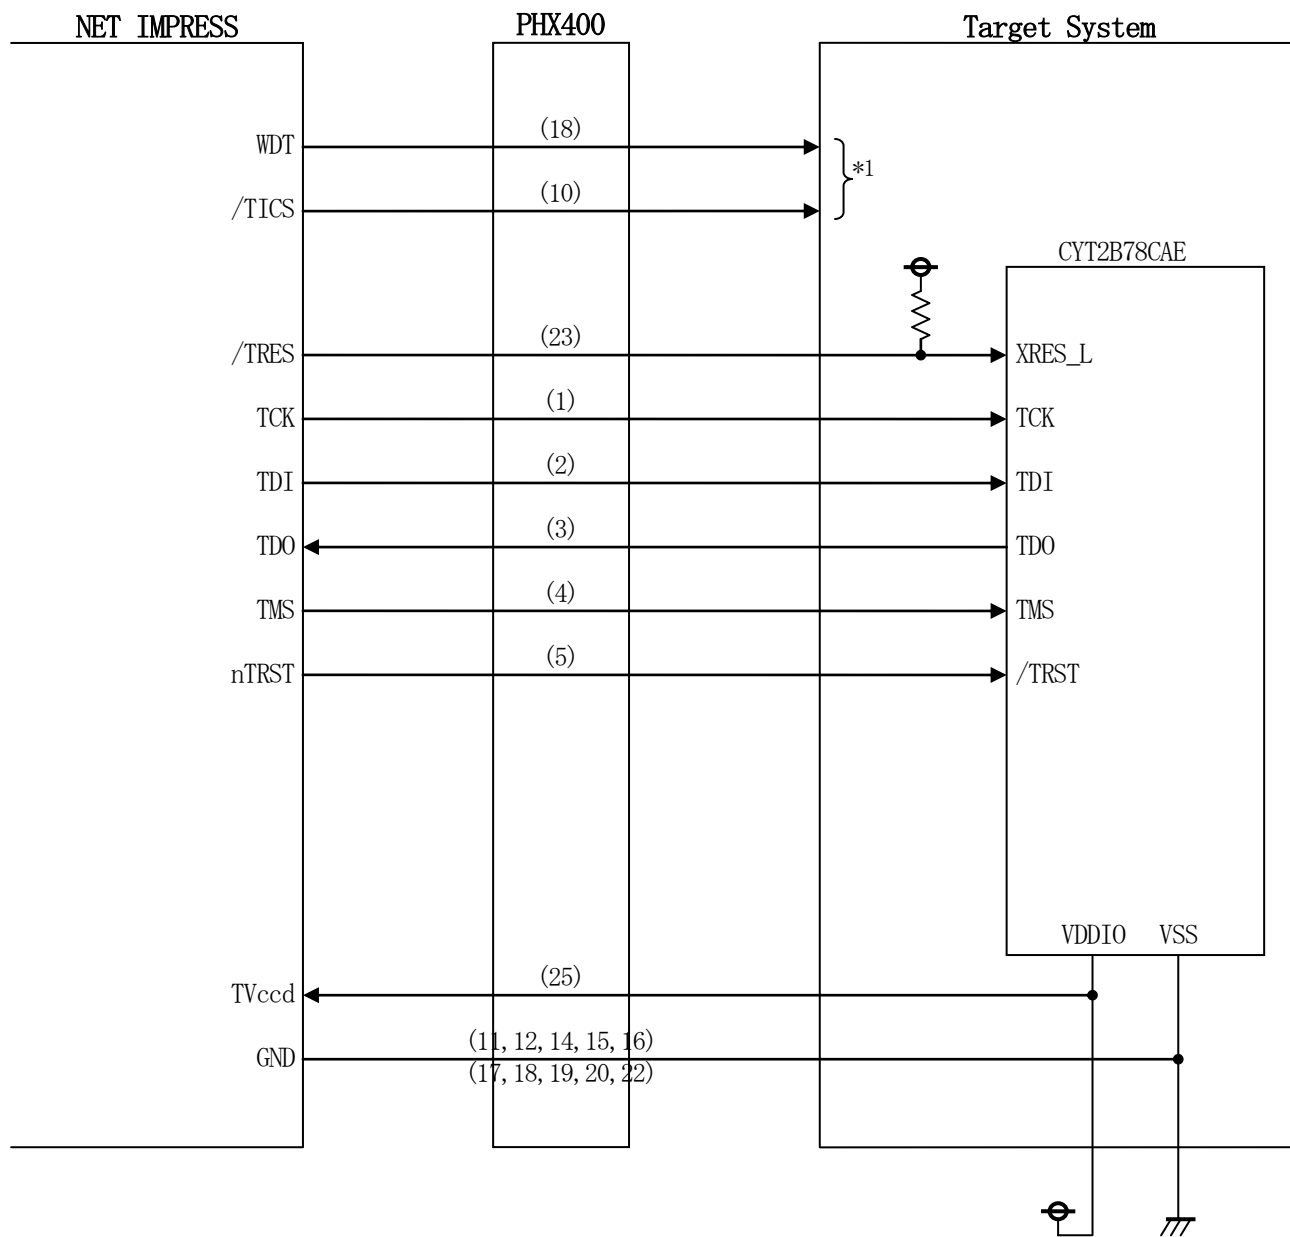 NET IMPRESS PHX400 Target System
WDT (18) *1
/TICS (10)
CYT2B78CAE
/TRES (23) XRES_L
TCK (1) TCK
TDI (2) TDI
TDO (3) TDO
TMS (4) TMS
nTRST (5) /TRST
VDDIO VSS
TVccd (25)
GND (11,12,14,15,16)
(17,18,19,20,22)